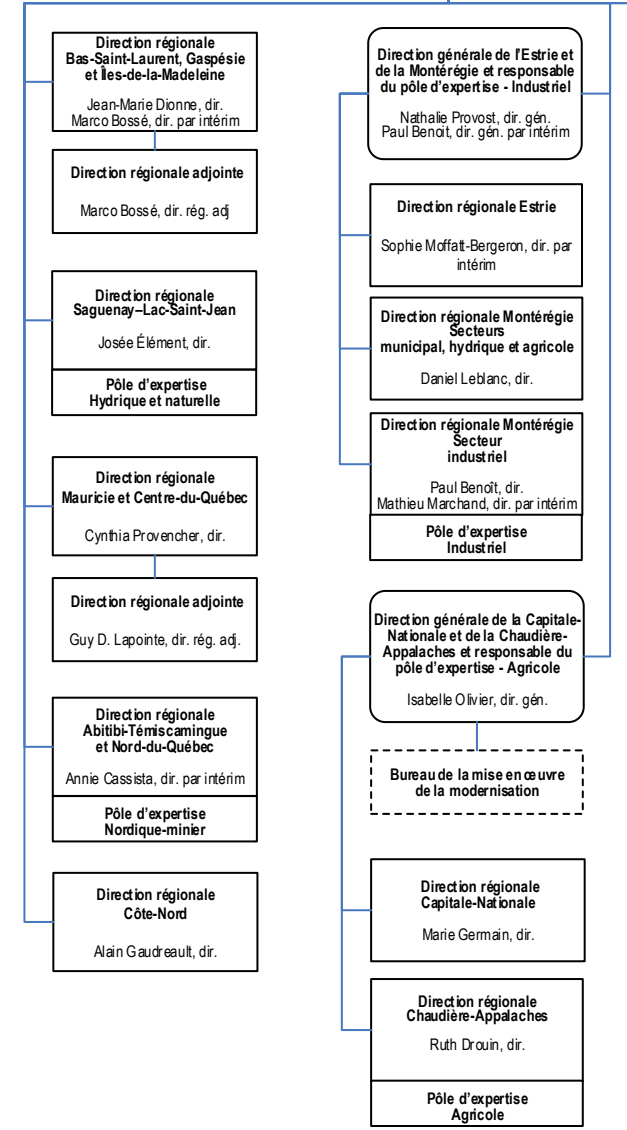 Direction régionale
Bas-Saint-Laurent, Gaspésie
et Îles-de-la-Madeleine
Jean-Marie Dionne, dir.
Marco Bossé, dir. par intérim
Direction régionale adjointe
Marco Bossé, dir. rég. adj
Direction régionale
Saguenay–Lac-Saint-Jean
Josée Élément, dir.
Pôle d'expertise
Hydrique et naturelle
Direction régionale
Mauricie et Centre-du-Québec
Cynthia Provencher, dir.
Direction régionale adjointe
Guy D. Lapointe, dir. rég. adj.
Direction régionale
Abitibi-Témiscamingue
et Nord-du-Québec
Annie Cassista, dir. par intérim
Pôle d'expertise
Nordique-minier
Direction régionale
Côte-Nord
Alain Gaudreault, dir.
Direction générale de l'Estrie et
de la Montérégie et responsable
du pôle d'expertise - Industriel
Nathalie Provost, dir. gén.
Paul Benoit, dir. gén. par intérim
Direction régionale Estrie
Sophie Moffatt-Bergeron, dir. par
intérim
Direction régionale Montérégie
Secteurs
municipal, hydrique et agricole
Daniel Leblanc, dir.
Direction régionale Montérégie
Secteur
industriel
Paul Benoît, dir.
Mathieu Marchand, dir. par intérim
Pôle d'expertise
Industriel
Direction générale de la Capitale-
Nationale et de la Chaudière-
Appalaches et responsable du
pôle d'expertise - Agricole
Isabelle Olivier, dir. gén.
Bureau de la mise en œuvre
de la modernisation
Direction régionale
Capitale-Nationale
Marie Germain, dir.
Direction régionale
Chaudière-Appalaches
Ruth Drouin, dir.
Pôle d'expertise
Agricole